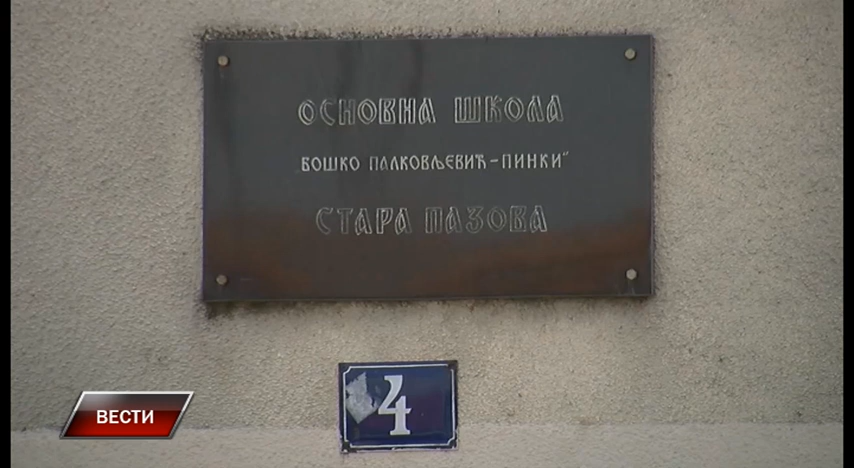 ОСНОВНА ШКОЛА
„БОШКО ПАЛКОВЉЕВИЋ-ПИНКИ“
СТАРА ПАЗОВА
4
ВЕСТИ